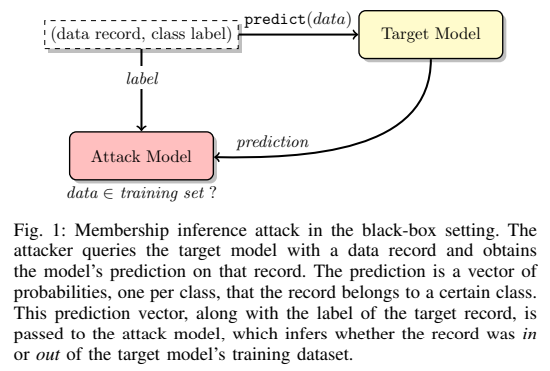 (data record, class label)
predict(data)
Target Model
label
prediction
Attack Model
data ∈ training set ?
Fig. 1: Membership inference attack in the black-box setting. The
attacker queries the target model with a data record and obtains
the model's prediction on that record. The prediction is a vector of
probabilities, one per class, that the record belongs to a certain class.
This prediction vector, along with the label of the target record, is
passed to the attack model, which infers whether the record was in
or out of the target model's training dataset.